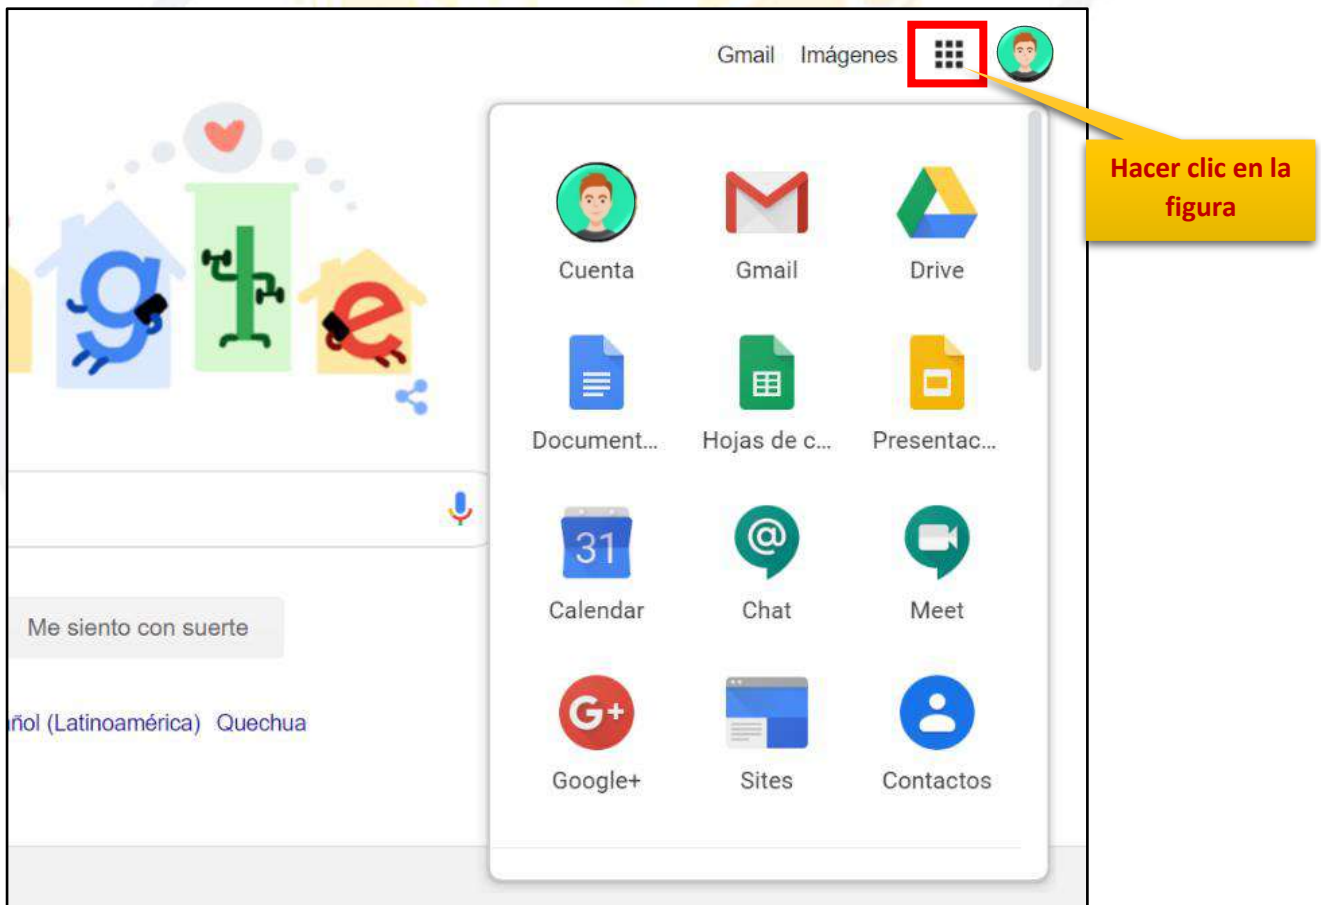 Gmail Imágenes
Hacer clic en la
figura
Cuenta Gmail Drive
Document... Hojas de c... Presentac...
31
Calendar Chat Meet
G+
Google+ Sites Contactos
Me siento con suerte
ñol (Latinoamérica) Quechua